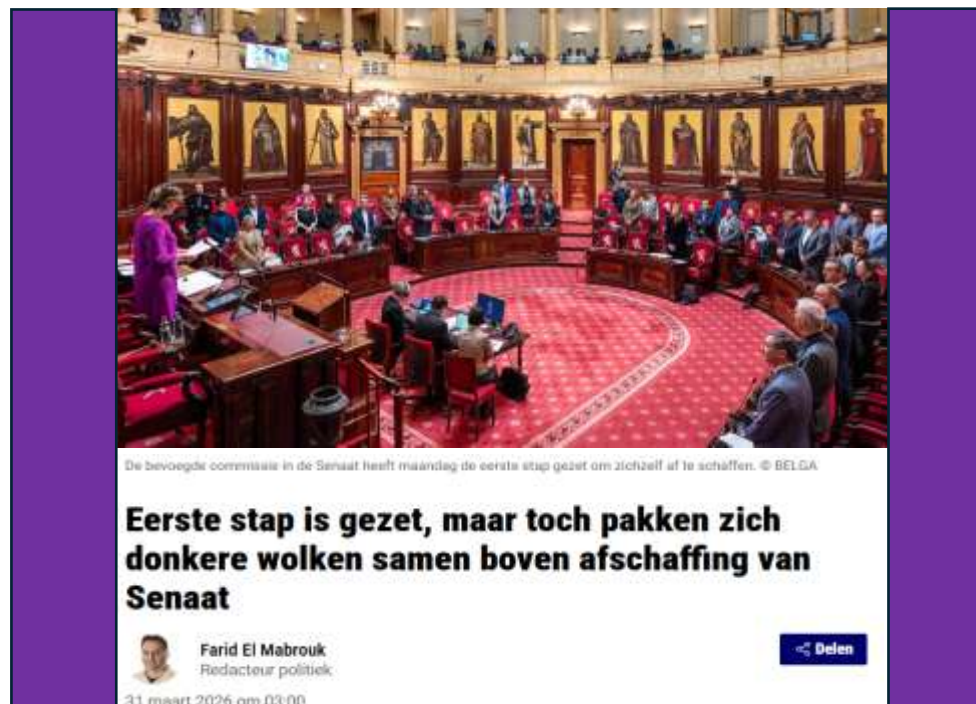 De bevoegde commissie in de Senaat heeft maandag de eerste stap gezet om zichzelf af te schaffen. © BELGA
Eerste stap is gezet, maar toch pakken zich
donkere wolken samen boven afschaffing van
Senaat
Farid El Mabrouk
Redacteur politiek
Delen
31 maart 2026 om 03:00